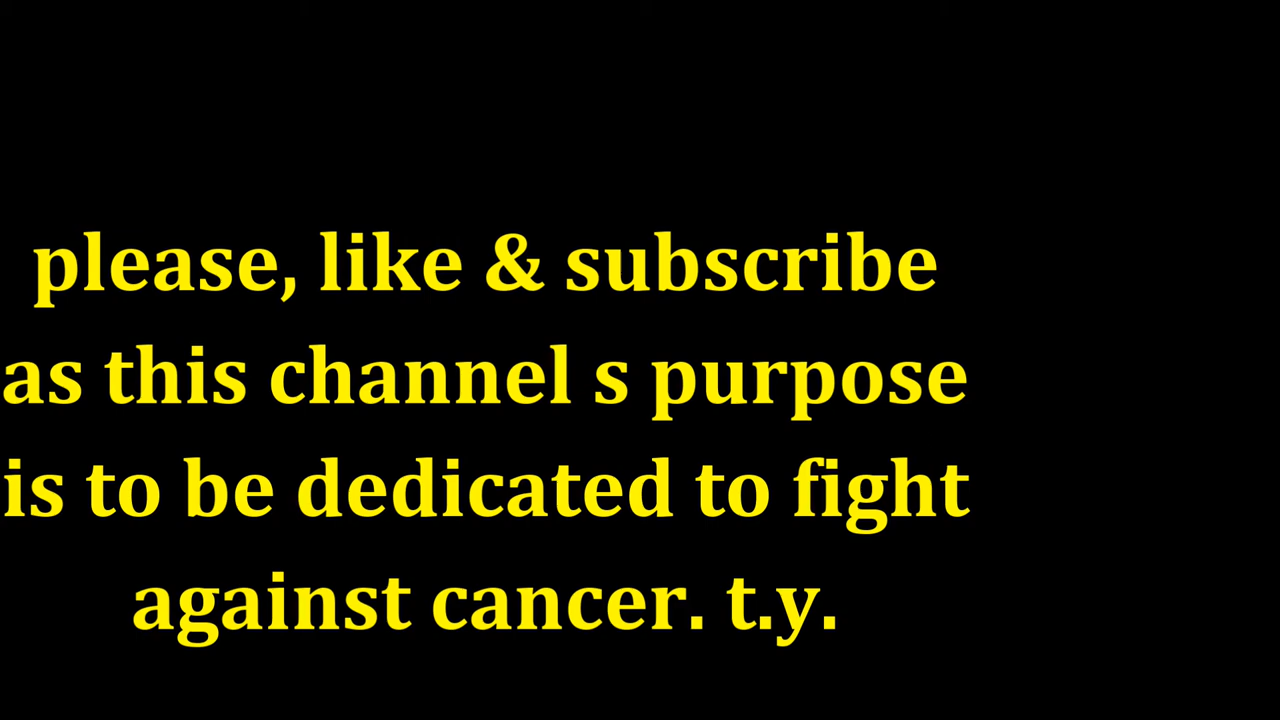 please, like & subscribe
as this channel s purpose
is to be dedicated to fight
against cancer. t.y.